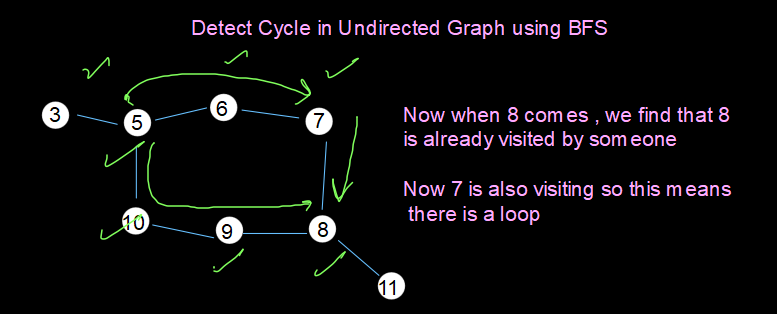 Detect Cycle in Undirected Graph using BFS
3
5
6
7
Now when 8 comes , we find that 8
is already visited by someone
Now 7 is also visiting so this means
there is a loop
10
9
8
11